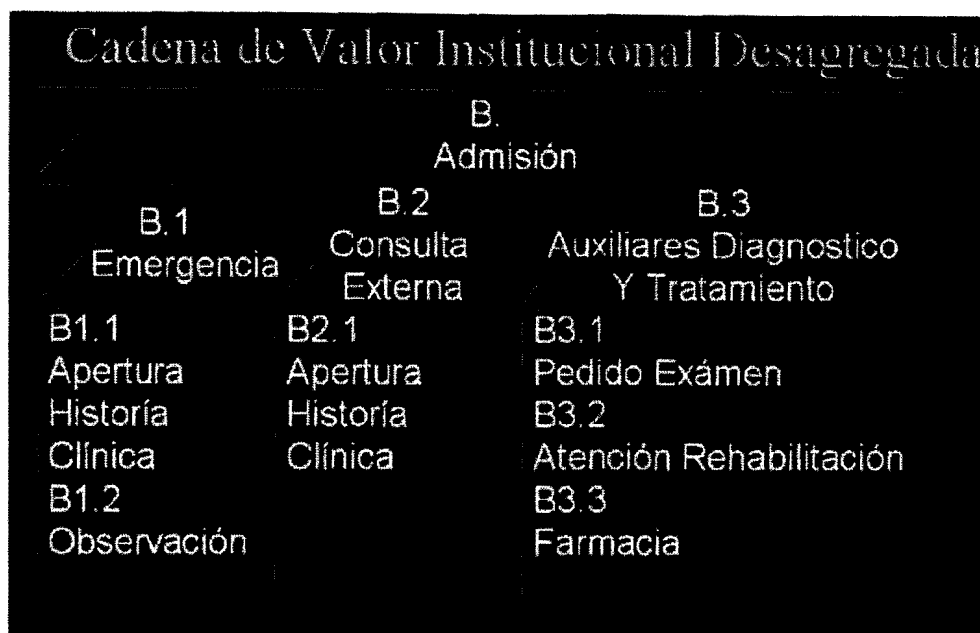 Cadena de Valor Institucional Desagregada
B.
Admisión
B.1
Emergencia
B.2
Consulta
Externa
B.3
Auxiliares Diagnostico
Y Tratamiento
B1.1
Apertura
Historía
Clínica
B1.2
Observación
B2.1
Apertura
Historía
Clínica
B3.1
Pedido Exámen
B3.2
Atención Rehabilitación
B3.3
Farmacia